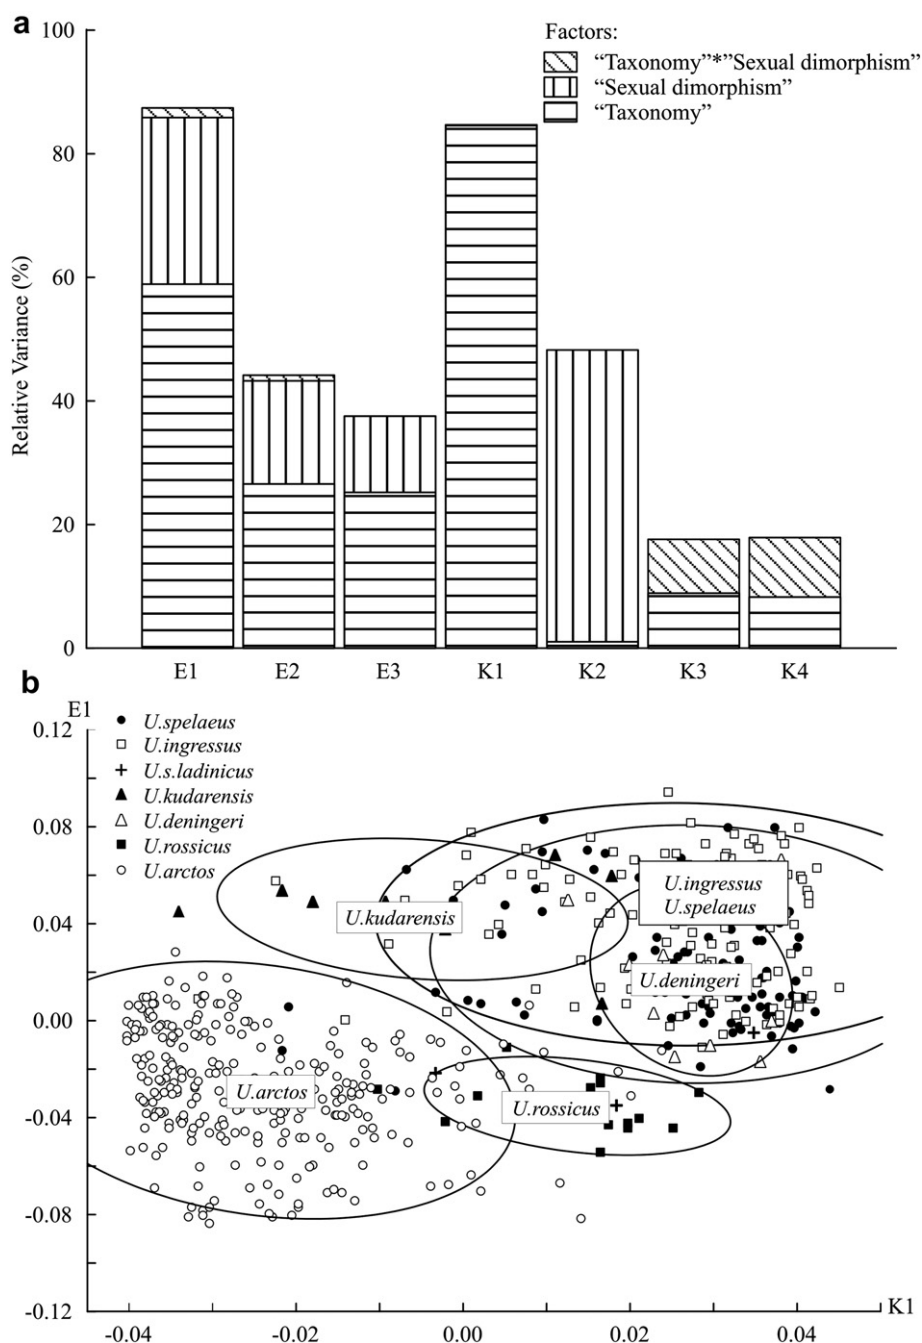 a
100
80
60
40
20
0
Relative Variance (%)
Factors:
“Taxonomy”*”Sexual dimorphism”
“Sexual dimorphism”
“Taxonomy”
E1 E2 E3 K1 K2 K3 K4
b
E1
0.12
0.08
0.04
0.00
-0.04
-0.08
-0.12
U.spelaeus
U.ingressus
U.s.ladinicus
U.kudarensis
U.deningeri
U.rossicus
U.arctos
U.ingressus
U.spelaeus
U.kudarensis
U.deningeri
U.arctos
U.rossicus
K1
-0.04 -0.02 0.00 0.02 0.04